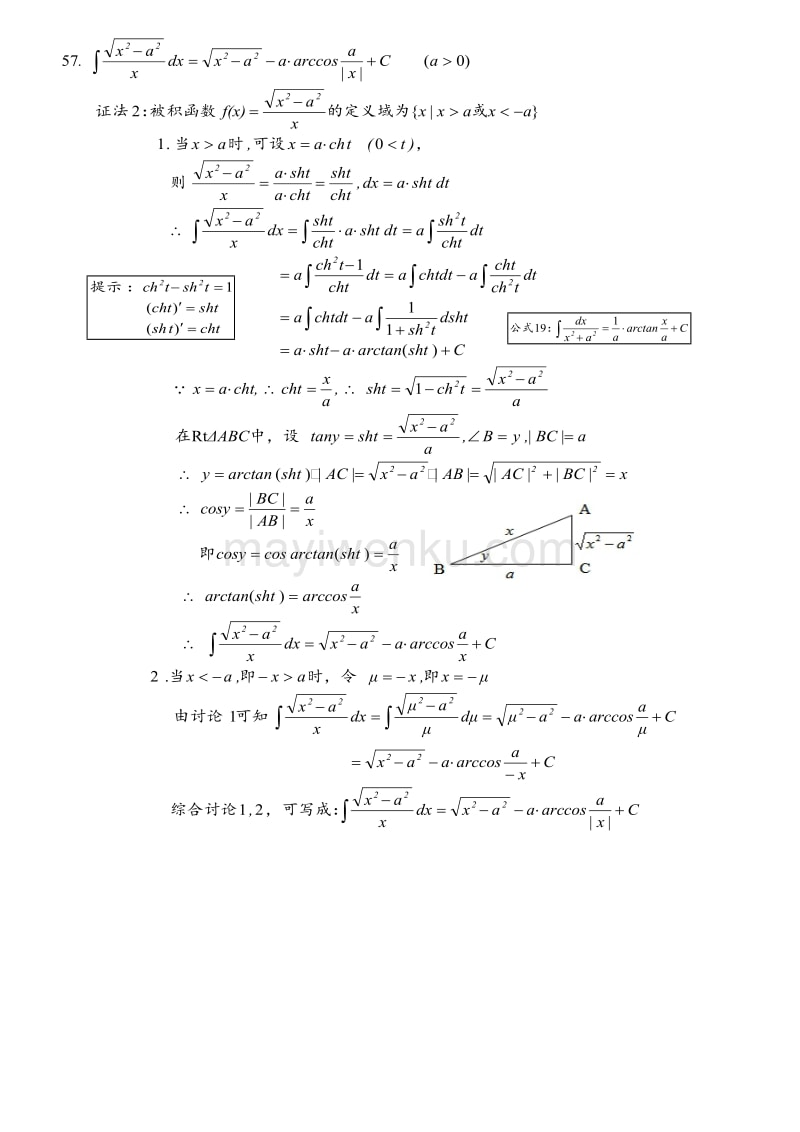 57. ∫ √(x² − a²)/x dx = √(x² − a²) − a·arccos a/|x| + C (a > 0)
证法 2:被积函数 f(x) = √(x² − a²)/x 的定义域为{x | x > a或x < −a}
1.当x > a时,可设x = a·cht (0 < t),
则 √(x² − a²)/x = a·sht/a·cht = sht/cht ,dx = a·sht dt
∴ ∫ √(x² − a²)/x dx = ∫ sht/cht · a·sht dt = a∫ sh²t/cht dt
= a∫ (ch²t−1)/cht dt = a∫chtdt − a∫ cht/ch²t dt
提示：ch²t− sh²t = 1
(cht)′ = sht
(sht)′ = cht
= a∫chtdt − a∫ 1/(1+ sh²t) dsht
公式19: ∫ dx/(x² + a²) = 1/a · arctan x/a + C
= a·sht− a·arctan(sht) + C
∵ x = a·cht, ∴ cht = x/a , ∴ sht = √(1− ch²t) = √(x² − a²)/a
在RtΔABC中，设 tany = sht = √(x² − a²)/a ,∠B = y ,| BC |= a
∴ y = arctan (sht )□| AC |= √(x² − a²)□| AB |= √(| AC |² + | BC |²) = x
∴ cosy = | BC |/| AB | = a/x
即cosy = cos arctan(sht ) = a/x
A
x
√(x² − a²)
y
B
a
C
mayiwenku.com
∴ arctan(sht ) = arccos a/x
∴ ∫ √(x² − a²)/x dx = √(x² − a²) − a·arccos a/x + C
2 .当x < −a ,即− x > a时，令 μ = − x ,即x = − μ
由讨论 1可知 ∫ √(x² − a²)/x dx = ∫ √(μ² − a²)/μ dμ = √(μ² − a²) − a·arccos a/μ + C
= √(x² − a²) − a·arccos a/−x + C
综合讨论1,2，可写成: ∫ √(x² − a²)/x dx = √(x² − a²) − a·arccos a/| x | + C